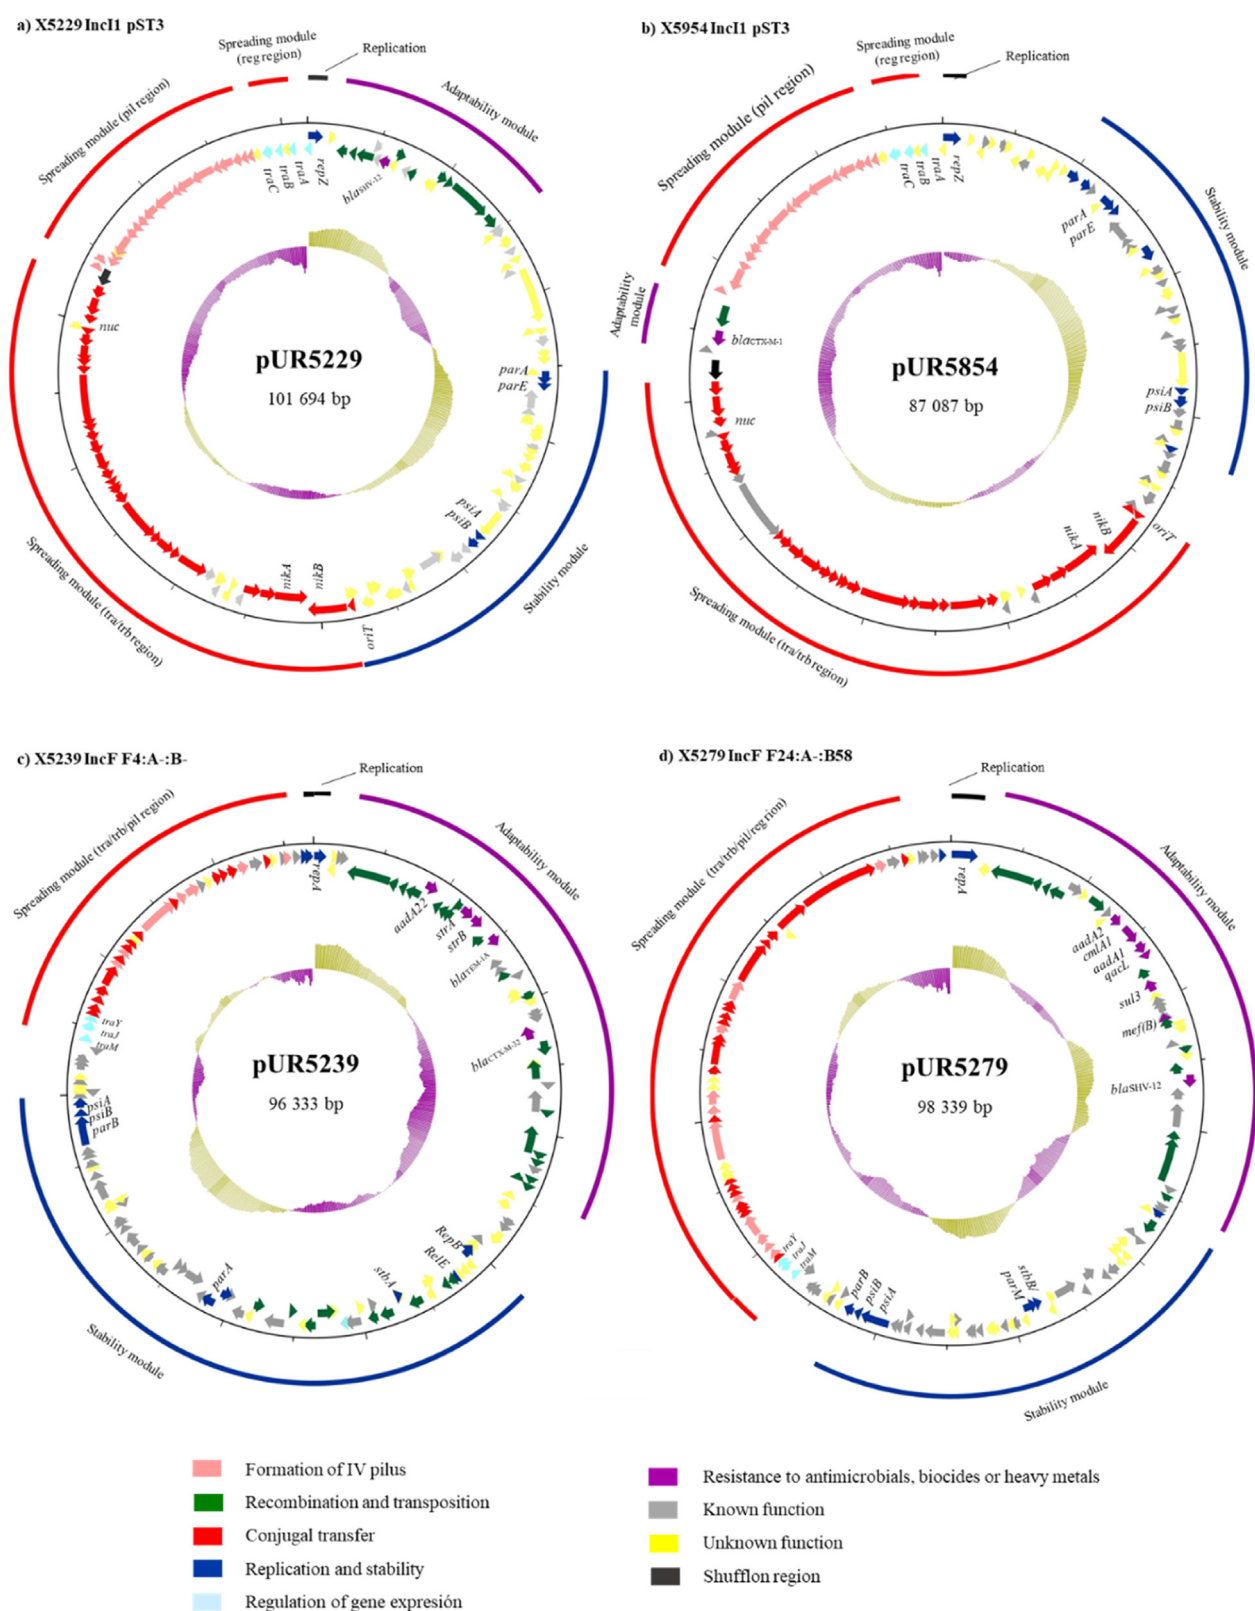 a) X5229 IncI1 pST3
Spreading module
(reg region)
Replication
Adaptability module
Spreading module (pil region)
traC
traB
traA
repZ
blaSHV-12
nuc
pUR5229
101 694 bp
parA
parE
psiA
psiB
nikA
nikB
oriT
Spreading module (tra/trb region)
Stability module
b) X5954 IncI1 pST3
Spreading module
(reg region)
Replication
Spreading module (pil region)
traC
traB
traA
repZ
parA
parE
Stability module
Adaptability
module
blaCTX-M-1
nuc
pUR5854
87 087 bp
psiA
psiB
nikA
nikB
oriT
Spreading module (tra/trb region)
c) X5239 IncF F4:A-:B-
Replication
Spreading module (tra/trb/pil region)
Adaptability module
repA
aadA22
strA
strB
blaTEM-1A
blaCTX-M-32
traY
traJ
traM
psiA
psiB
parB
pUR5239
96 333 bp
RepB
RelE
stbA
parA
Stability module
d) X5279 IncF F24:A-:B58
Replication
Spreading module (tra/trb/pil/reg rion)
Adaptability module
repA
aadA2
cmlA1
aadA1
qacL
sul3
mef(B)
blaSHV-12
pUR5279
98 339 bp
traY
traJ
traM
parB
psiB
psiA
stbB/
parM
Stability module
Formation of IV pilus
Recombination and transposition
Conjugal transfer
Replication and stability
Regulation of gene expresión
Resistance to antimicrobials, biocides or heavy metals
Known function
Unknown function
Shufflon region